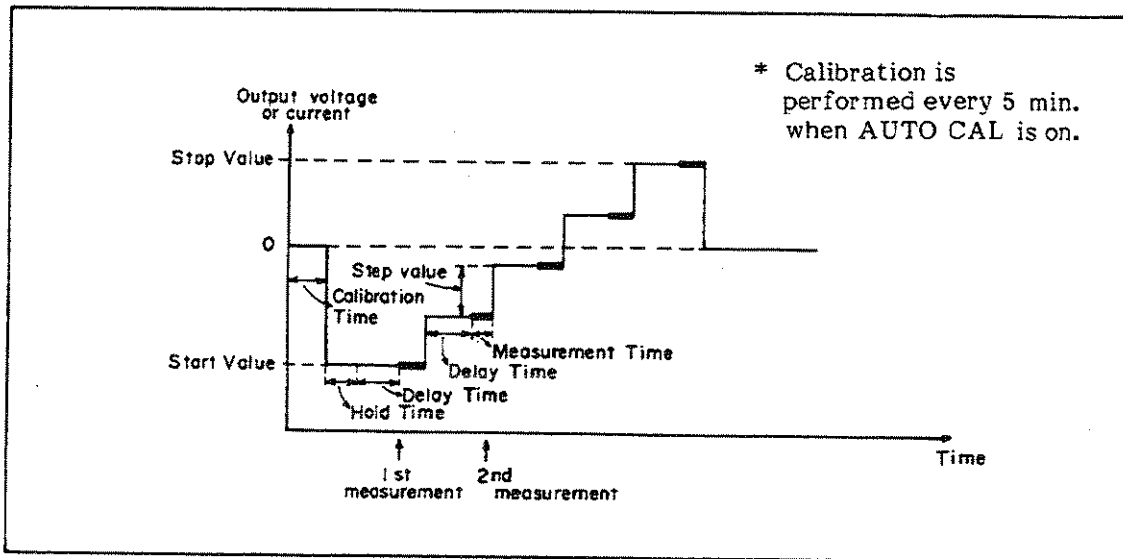 * Calibration is
performed every 5 min.
when AUTO CAL is on.
Output voltage
or current
Stop Value
0
Step value
Calibration
Time
Measurement Time
Start Value
Delay Time
Delay Time
Hold Time
Time
1st
measurement
2nd
measurement